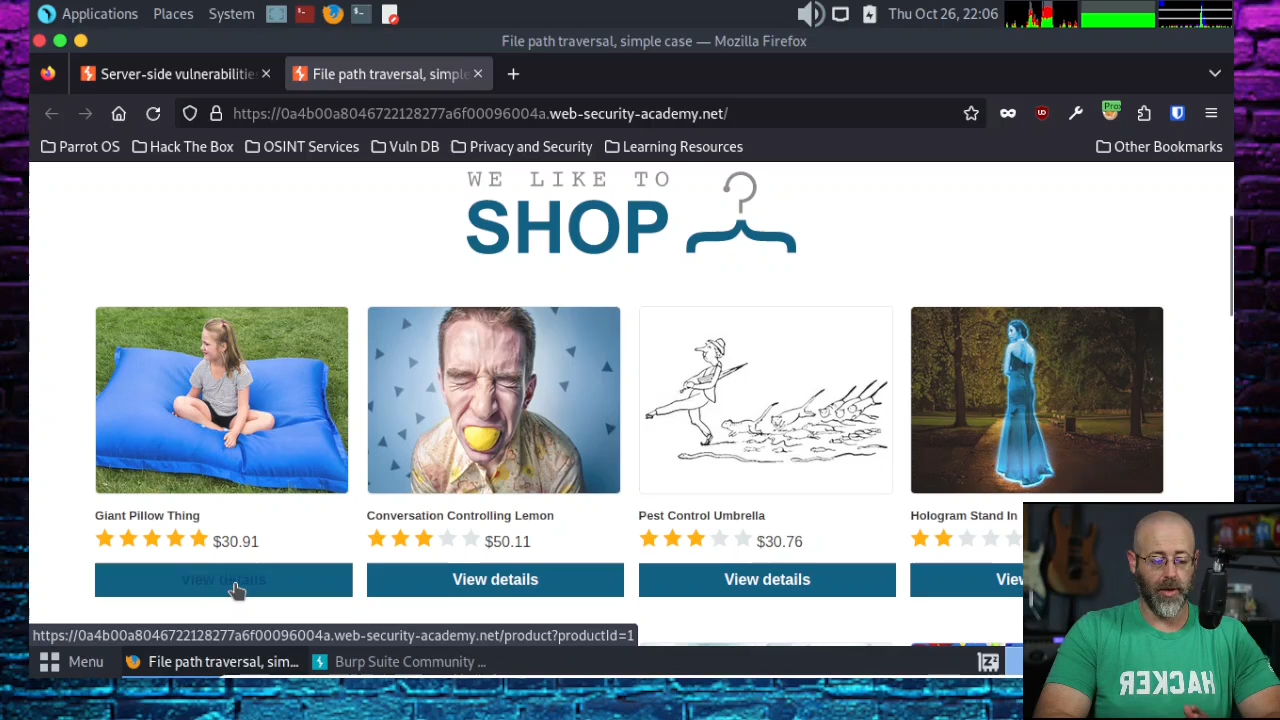 Applications Places System Thu Oct 26, 22:06
File path traversal, simple case — Mozilla Firefox
Server-side vulnerabilitie File path traversal, simple
https://0a4b00a8046722128277a6f00096004a.web-security-academy.net/
Parrot OS Hack The Box OSINT Services Vuln DB Privacy and Security Learning Resources Other Bookmarks
WE LIKE TO
SHOP
Giant Pillow Thing Conversation Controlling Lemon Pest Control Umbrella Hologram Stand In
$30.91 $50.11 $30.76
View details View details View details
https://0a4b00a8046722128277a6f00096004a.web-security-academy.net/product?productId=1
Menu File path traversal, sim... Burp Suite Community ...
HACKER